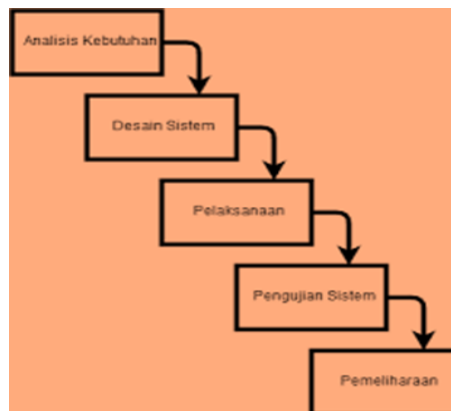 Analisis Kebutuhan
Desain Sistem
Pelaksanaan
Pengujian Sistem
Pemeliharaan